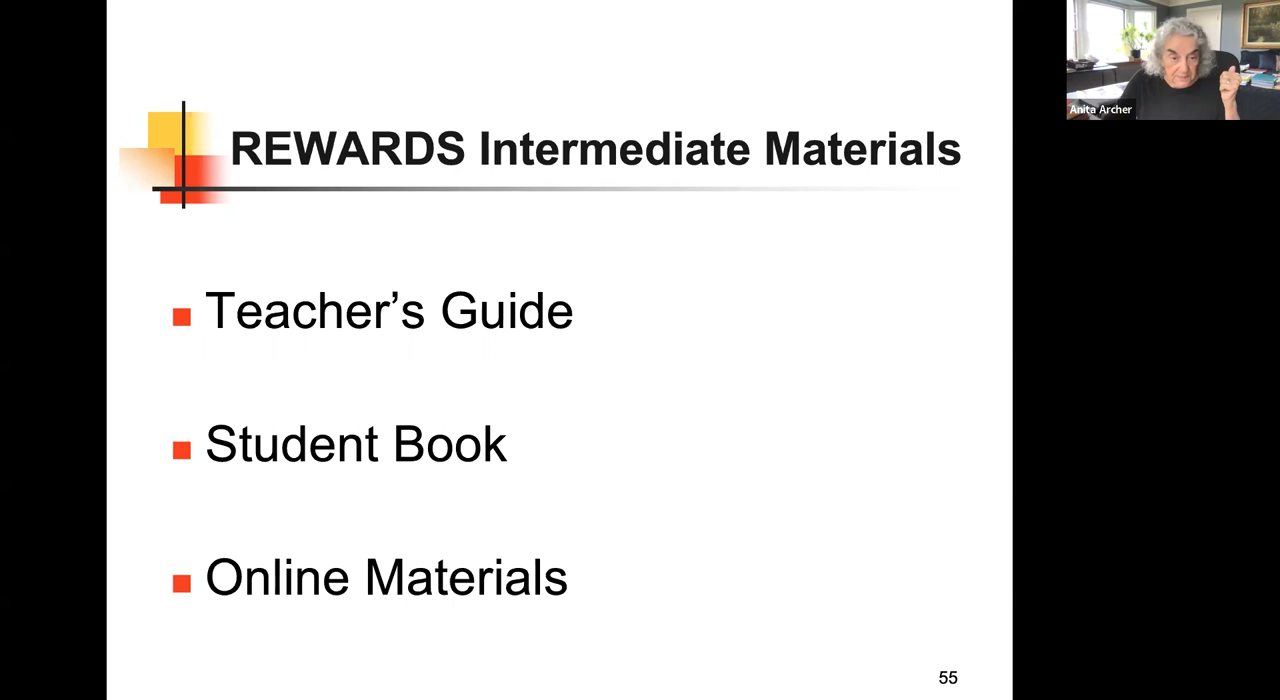 REWARDS Intermediate Materials
Anita Archer
Teacher’s Guide
Student Book
Online Materials
55